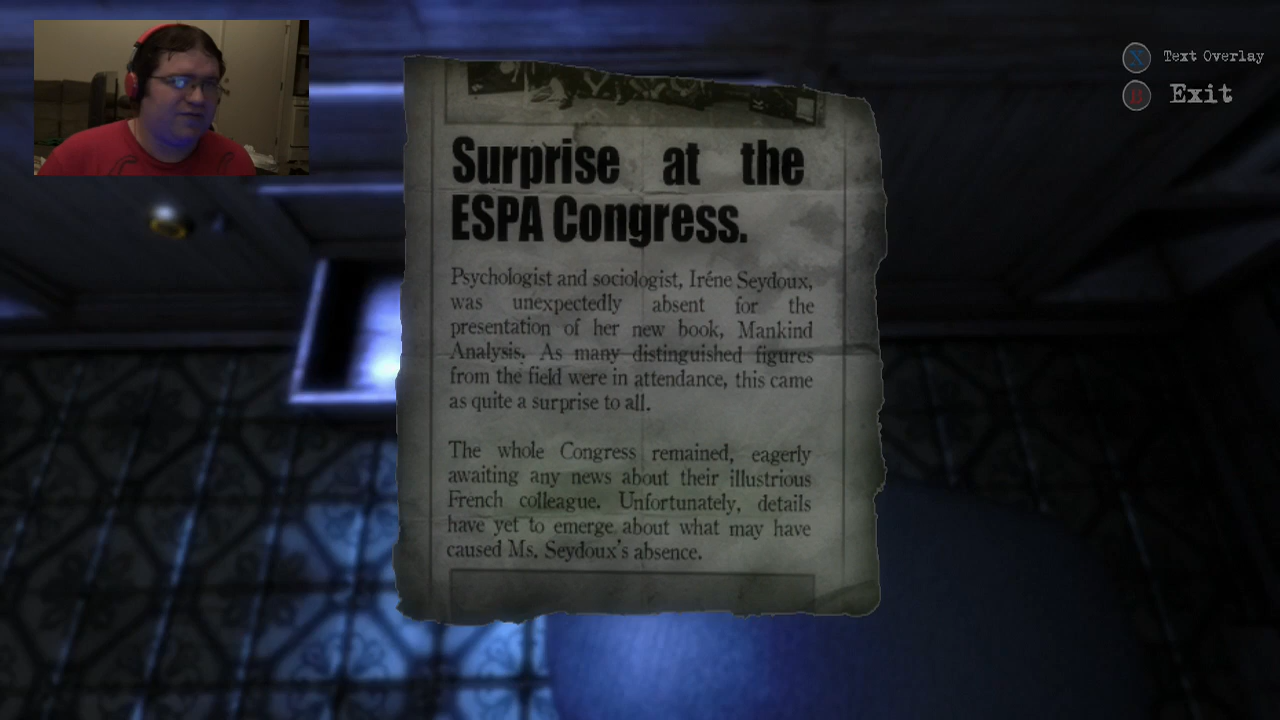 Text Overlay
Exit
Surprise at the
ESPA Congress.
Psychologist and sociologist, Iréne Seydoux,
was unexpectedly absent for the
presentation of her new book, Mankind
Analysis. As many distinguished figures
from the field were in attendance, this came
as quite a surprise to all.
The whole Congress remained, eagerly
awaiting any news about their illustrious
French colleague. Unfortunately, details
have yet to emerge about what may have
caused Ms. Seydoux's absence.